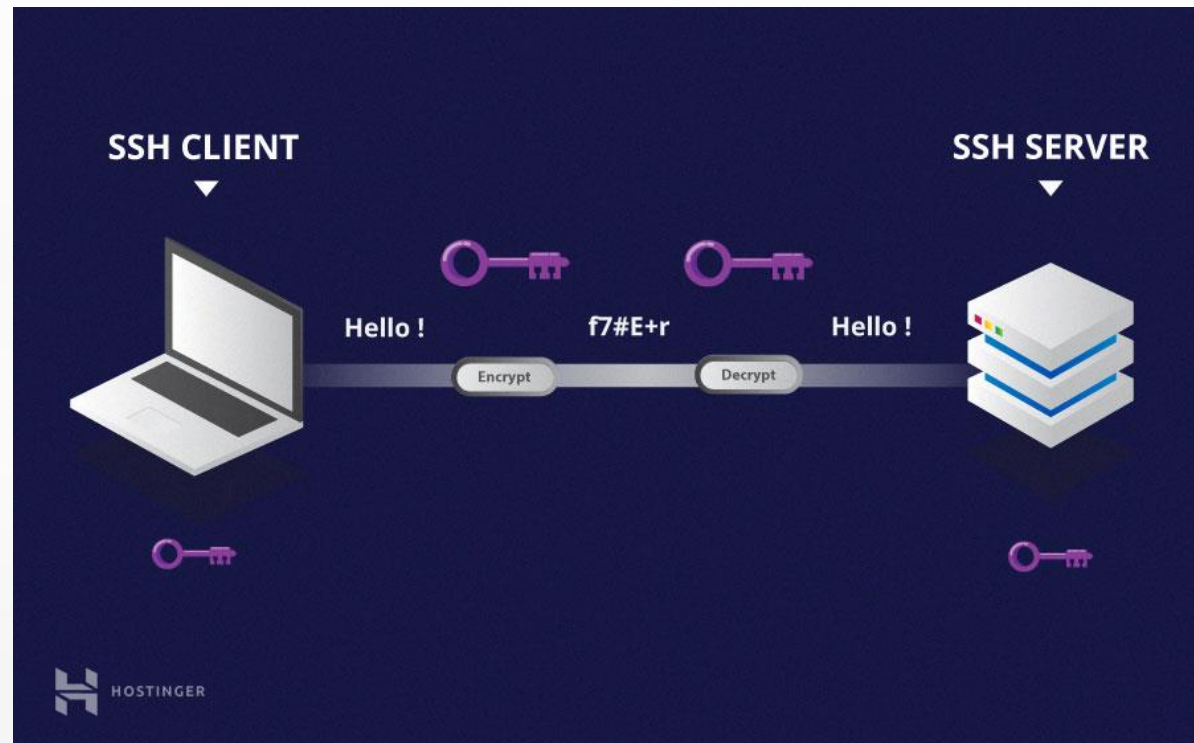 SSH CLIENT
SSH SERVER
Hello !
f7#E+r
Hello !
Encrypt
Decrypt
HOSTINGER